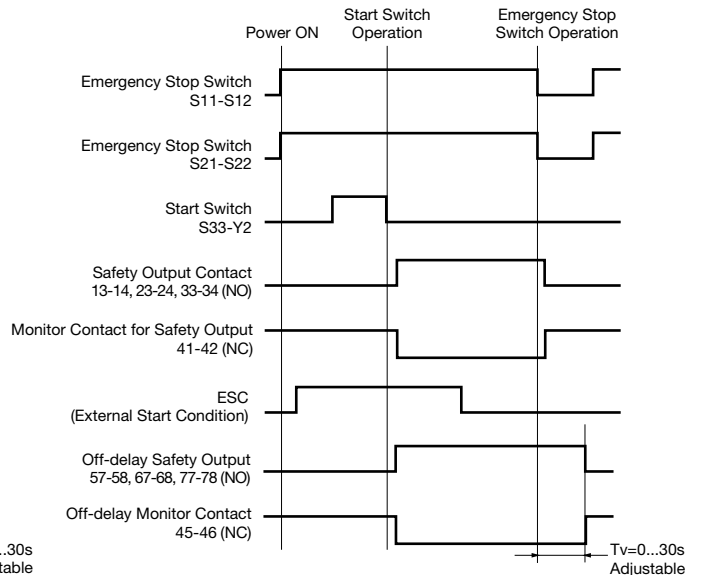 Start Switch
Operation
Emergency Stop
Switch Operation
Power ON
Emergency Stop Switch
S11-S12
Emergency Stop Switch
S21-S22
Start Switch
S33-Y2
Safety Output Contact
13-14, 23-24, 33-34 (NO)
Monitor Contact for Safety Output
41-42 (NC)
ESC
(External Start Condition)
Off-delay Safety Output
57-58, 67-68, 77-78 (NO)
Off-delay Monitor Contact
45-46 (NC)
...30s
table
Tv=0...30s
Adjustable